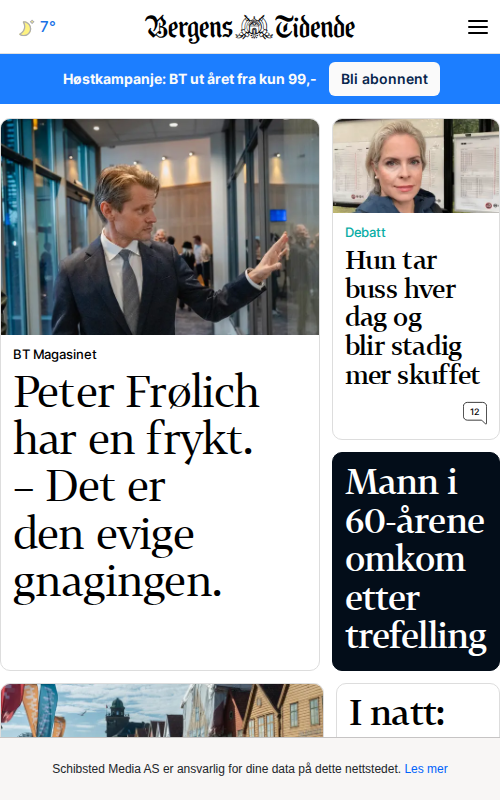 7°
Bergens Tidende
Høstkampanje: BT ut året fra kun 99,-
Bli abonnent
BT Magasinet
Peter Frølich
har en frykt.
– Det er
den evige
gnagingen.
Debatt
Hun tar
buss hver
dag og
blir stadig
mer skuffet
12
Mann i
60-årene
omkom
etter
trefelling
I natt:
Schibsted Media AS er ansvarlig for dine data på dette nettstedet. Les mer